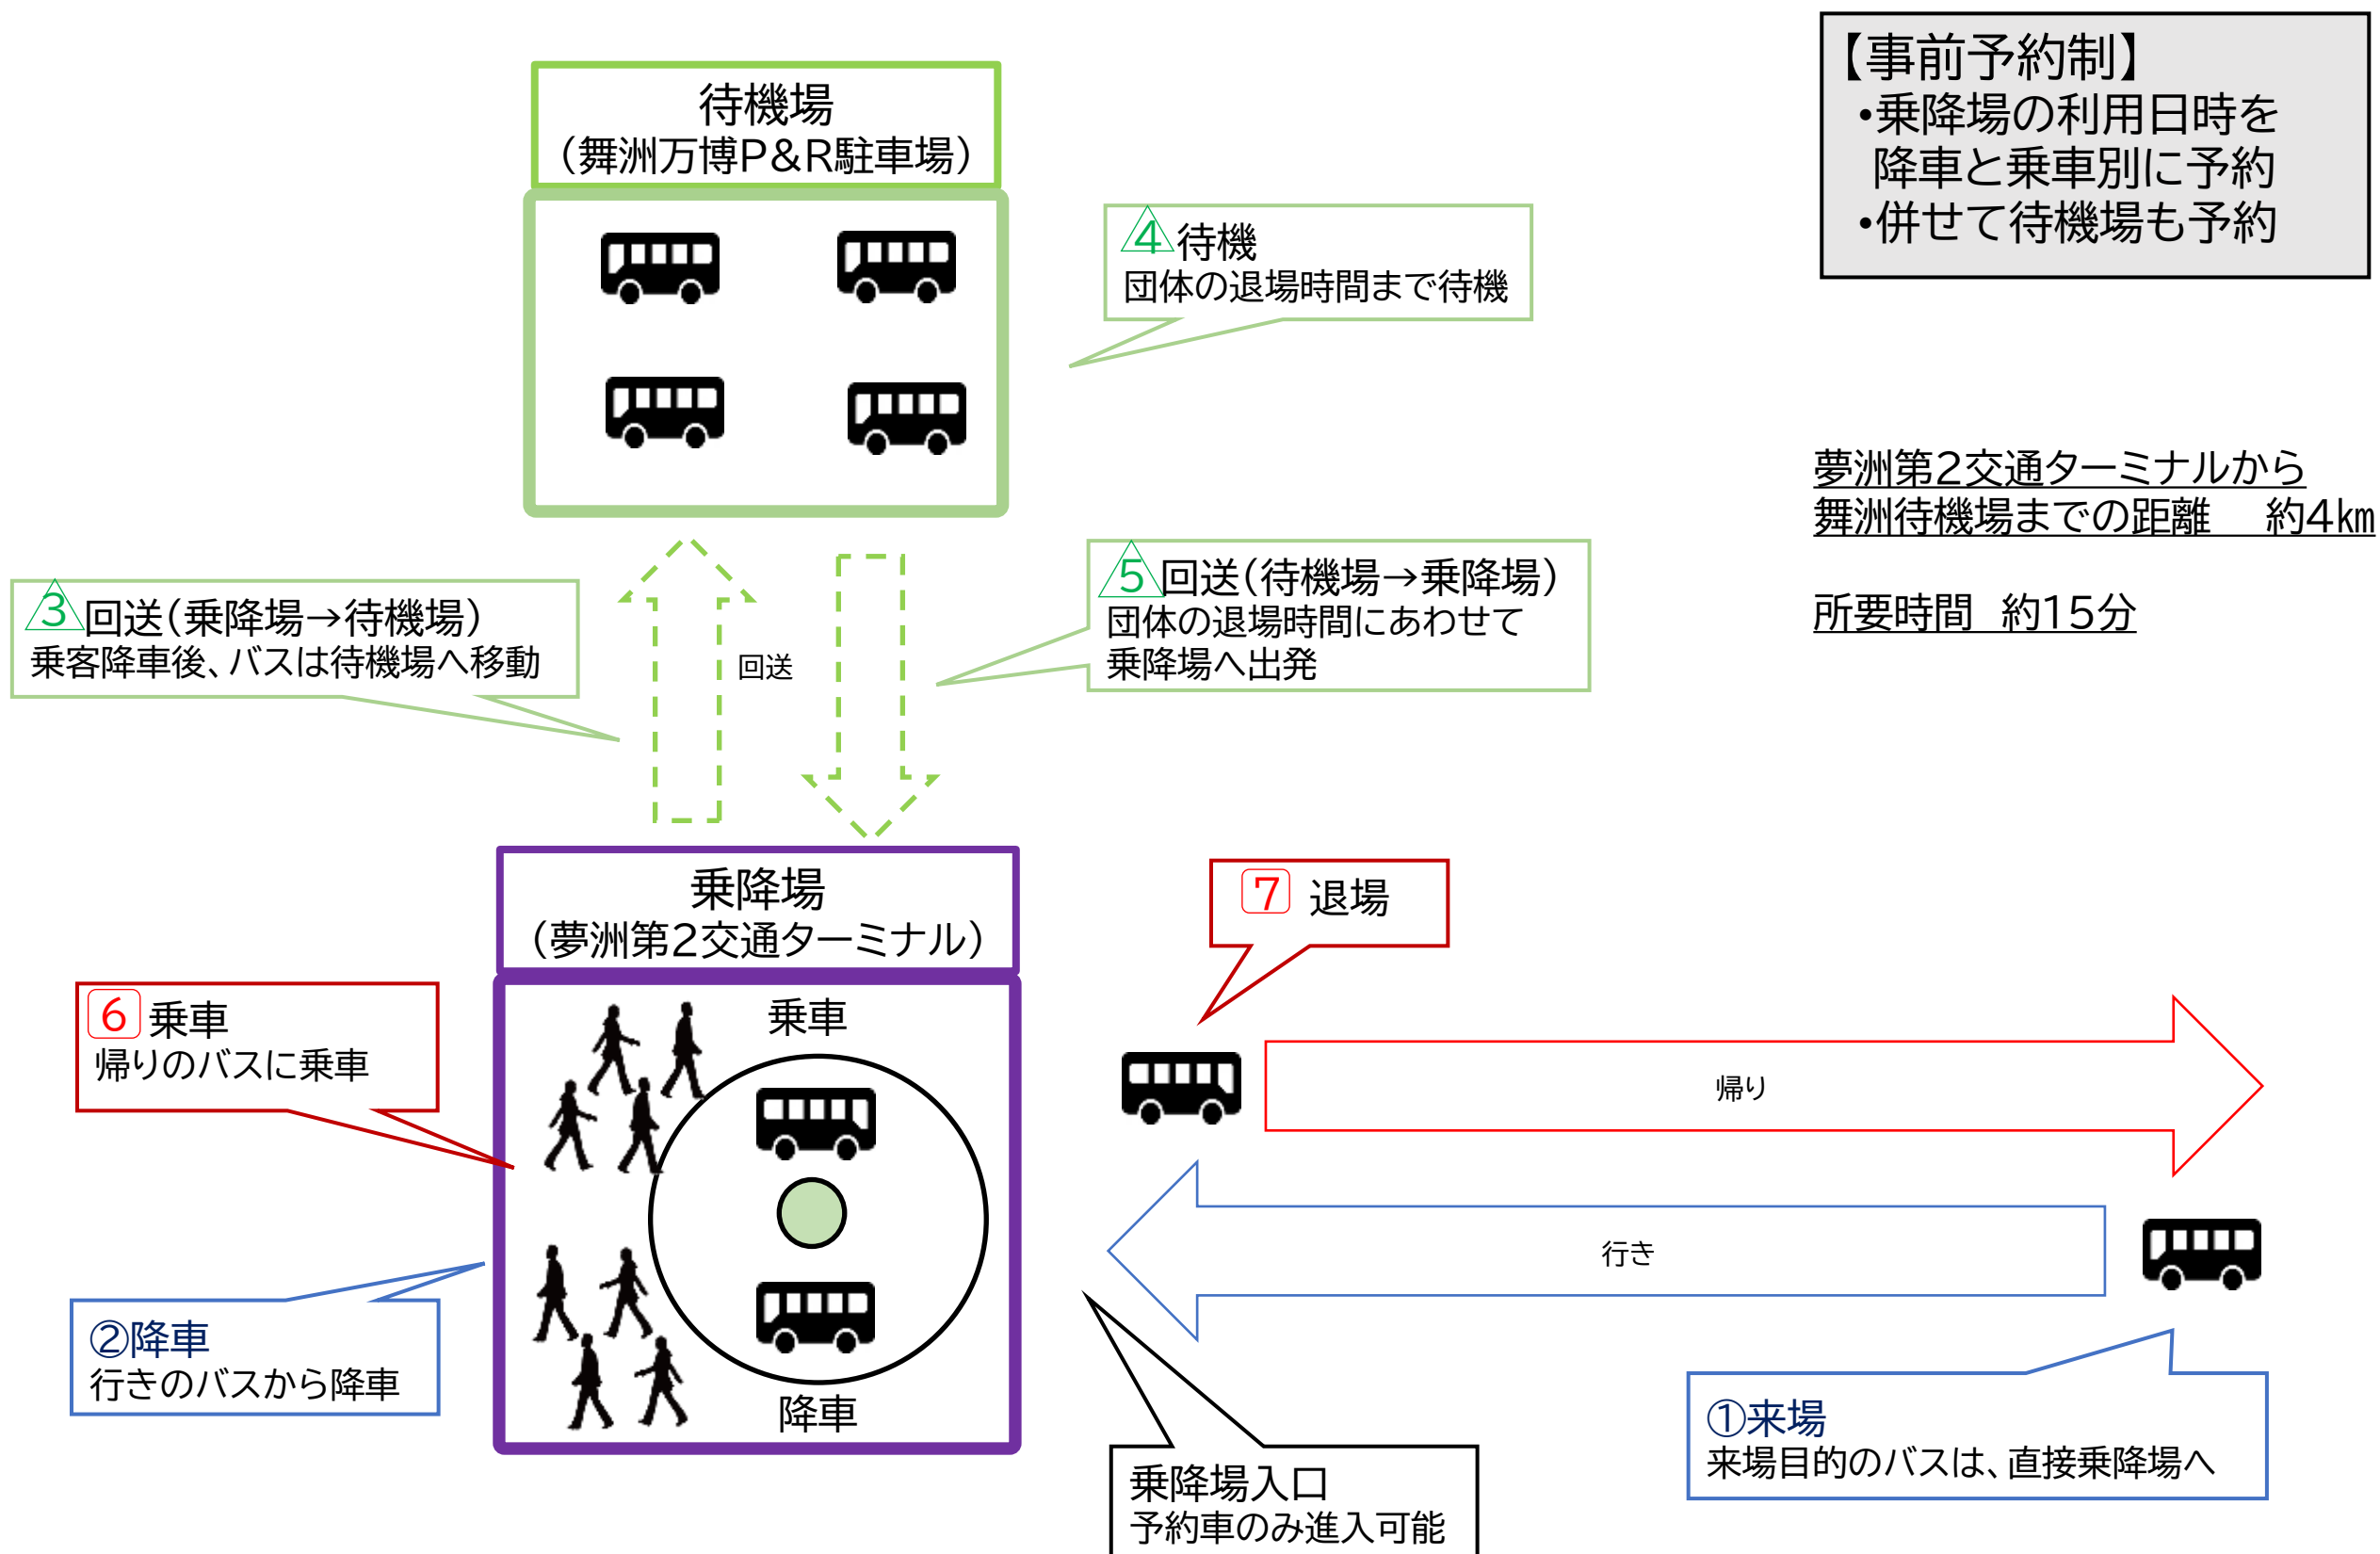 【事前予約制】
・乗降場の利用日時を
降車と乗車別に予約
・併せて待機場も予約
待機場
（舞洲万博P&R駐車場）
④ 待機
団体の退場時間まで待機
夢洲第2交通ターミナルから
舞洲待機場までの距離　約4㎞
所要時間　約15分
3 回送（乗降場→待機場）
乗客降車後、バスは待機場へ移動
回送
5 回送（待機場→乗降場）
団体の退場時間にあわせて
乗降場へ出発
乗降場
（夢洲第2交通ターミナル）
7 退場
6 乗車
帰りのバスに乗車
乗車
帰り
行き
②降車
行きのバスから降車
降車
①来場
来場目的のバスは、直接乗降場へ
乗降場入口
予約車のみ進入可能